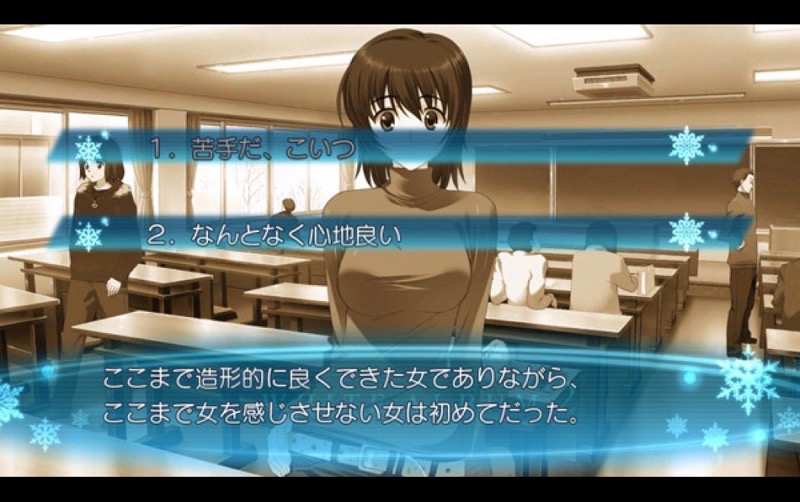 1．苦手だ、こいつ
2．なんとなく心地良い
ここまで造形的に良くできた女でありながら、
ここまで女を感じさせない女は初めてだった。